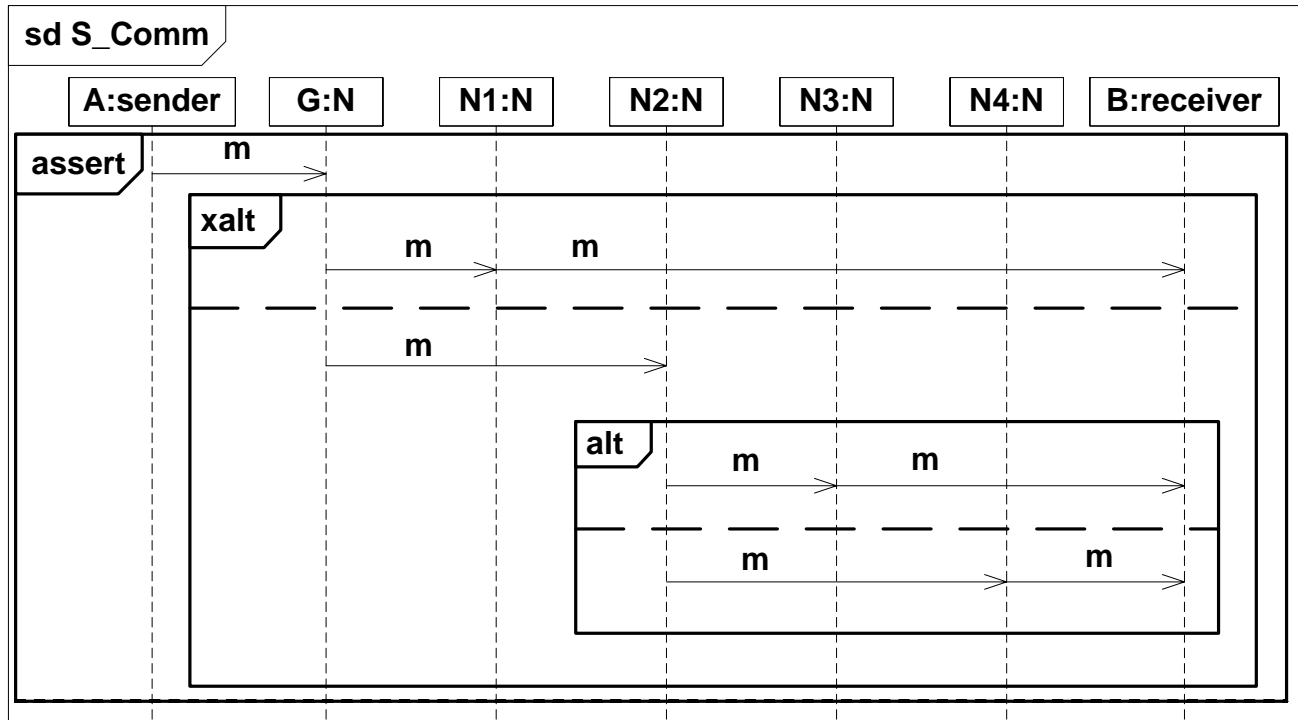 sd S_Comm
A:sender G:N N1:N N2:N N3:N N4:N B:receiver
assert m
xalt
m m
m
alt
m m
m m